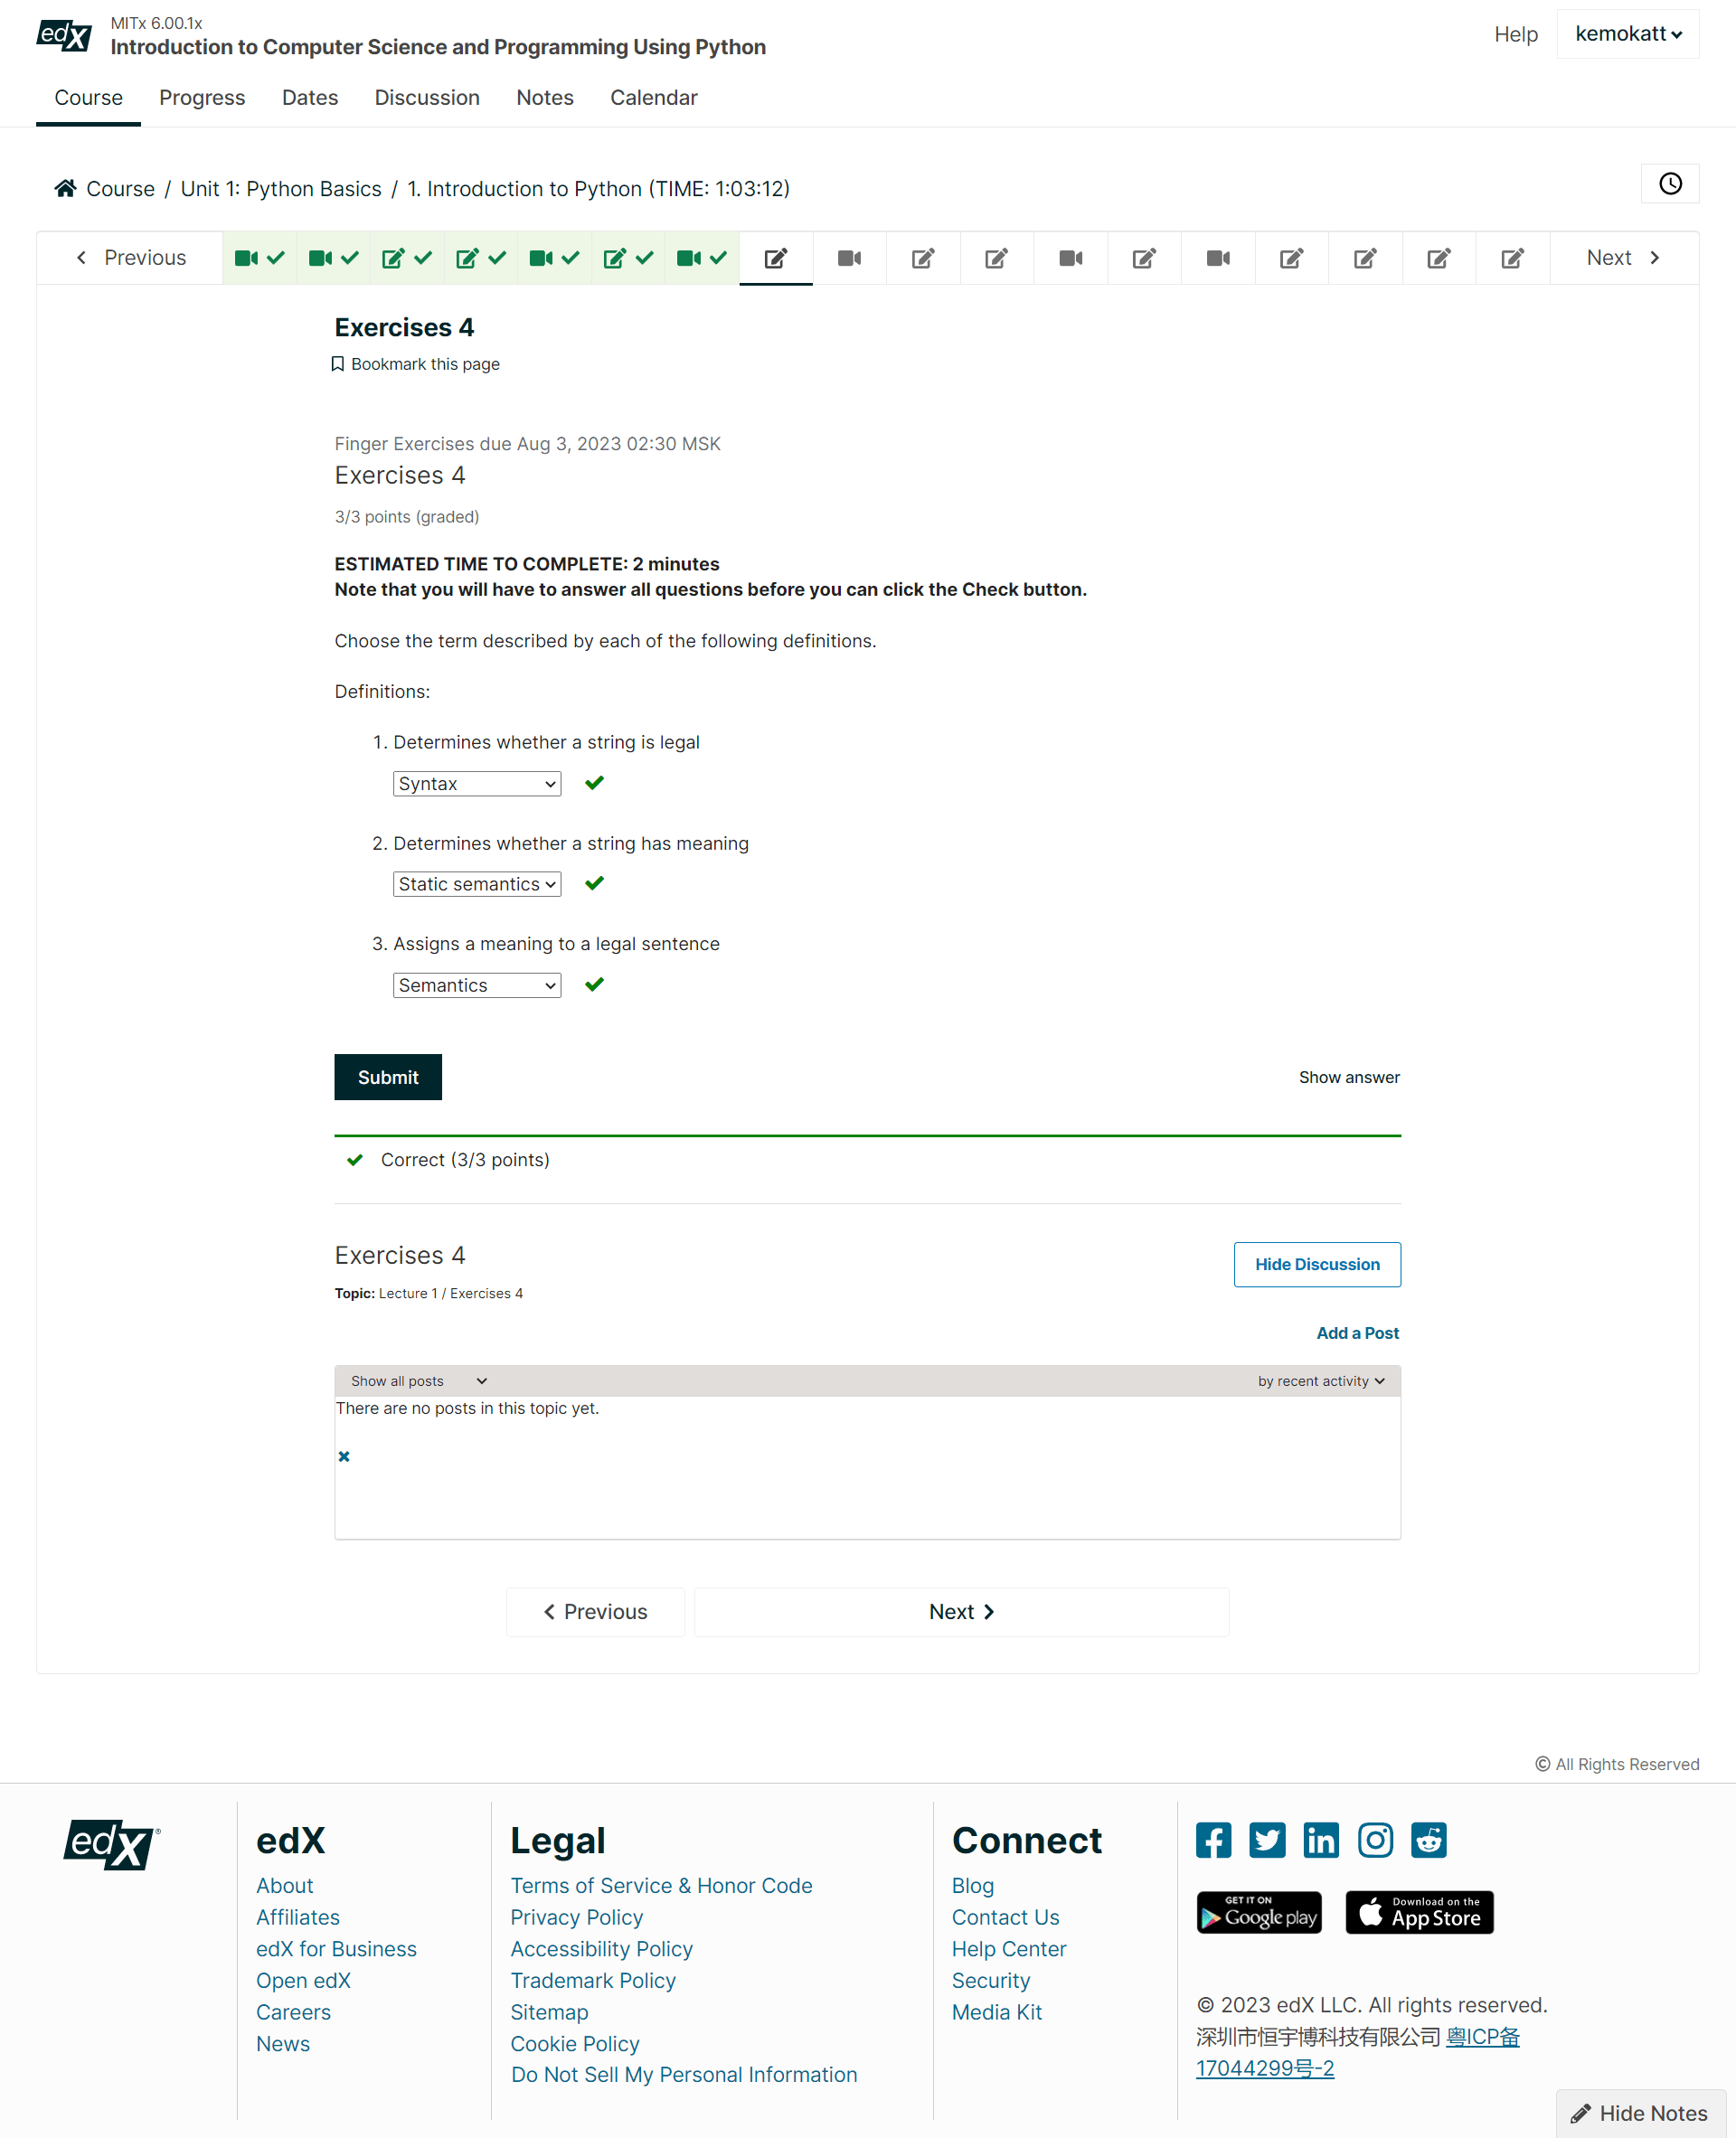 edX
MITx 6.00.1x
Introduction to Computer Science and Programming Using Python
Help
kemokatt
Course Progress Dates Discussion Notes Calendar
Course / Unit 1: Python Basics / 1. Introduction to Python (TIME: 1:03:12)
Previous
Next
Exercises 4
Bookmark this page
Finger Exercises due Aug 3, 2023 02:30 MSK
Exercises 4
3/3 points (graded)
ESTIMATED TIME TO COMPLETE: 2 minutes
Note that you will have to answer all questions before you can click the Check button.
Choose the term described by each of the following definitions.
Definitions:
1. Determines whether a string is legal
Syntax
2. Determines whether a string has meaning
Static semantics
3. Assigns a meaning to a legal sentence
Semantics
Submit
Show answer
Correct (3/3 points)
Exercises 4
Hide Discussion
Topic: Lecture 1 / Exercises 4
Add a Post
Show all posts
by recent activity
There are no posts in this topic yet.
Previous
Next
© All Rights Reserved
edX®
edX
About
Affiliates
edX for Business
Open edX
Careers
News
Legal
Terms of Service & Honor Code
Privacy Policy
Accessibility Policy
Trademark Policy
Sitemap
Cookie Policy
Do Not Sell My Personal Information
Connect
Blog
Contact Us
Help Center
Security
Media Kit
GET IT ON
Google play
Download on the
App Store
© 2023 edX LLC. All rights reserved.
深圳市恒宇博科技有限公司 粤ICP备
17044299号-2
Hide Notes